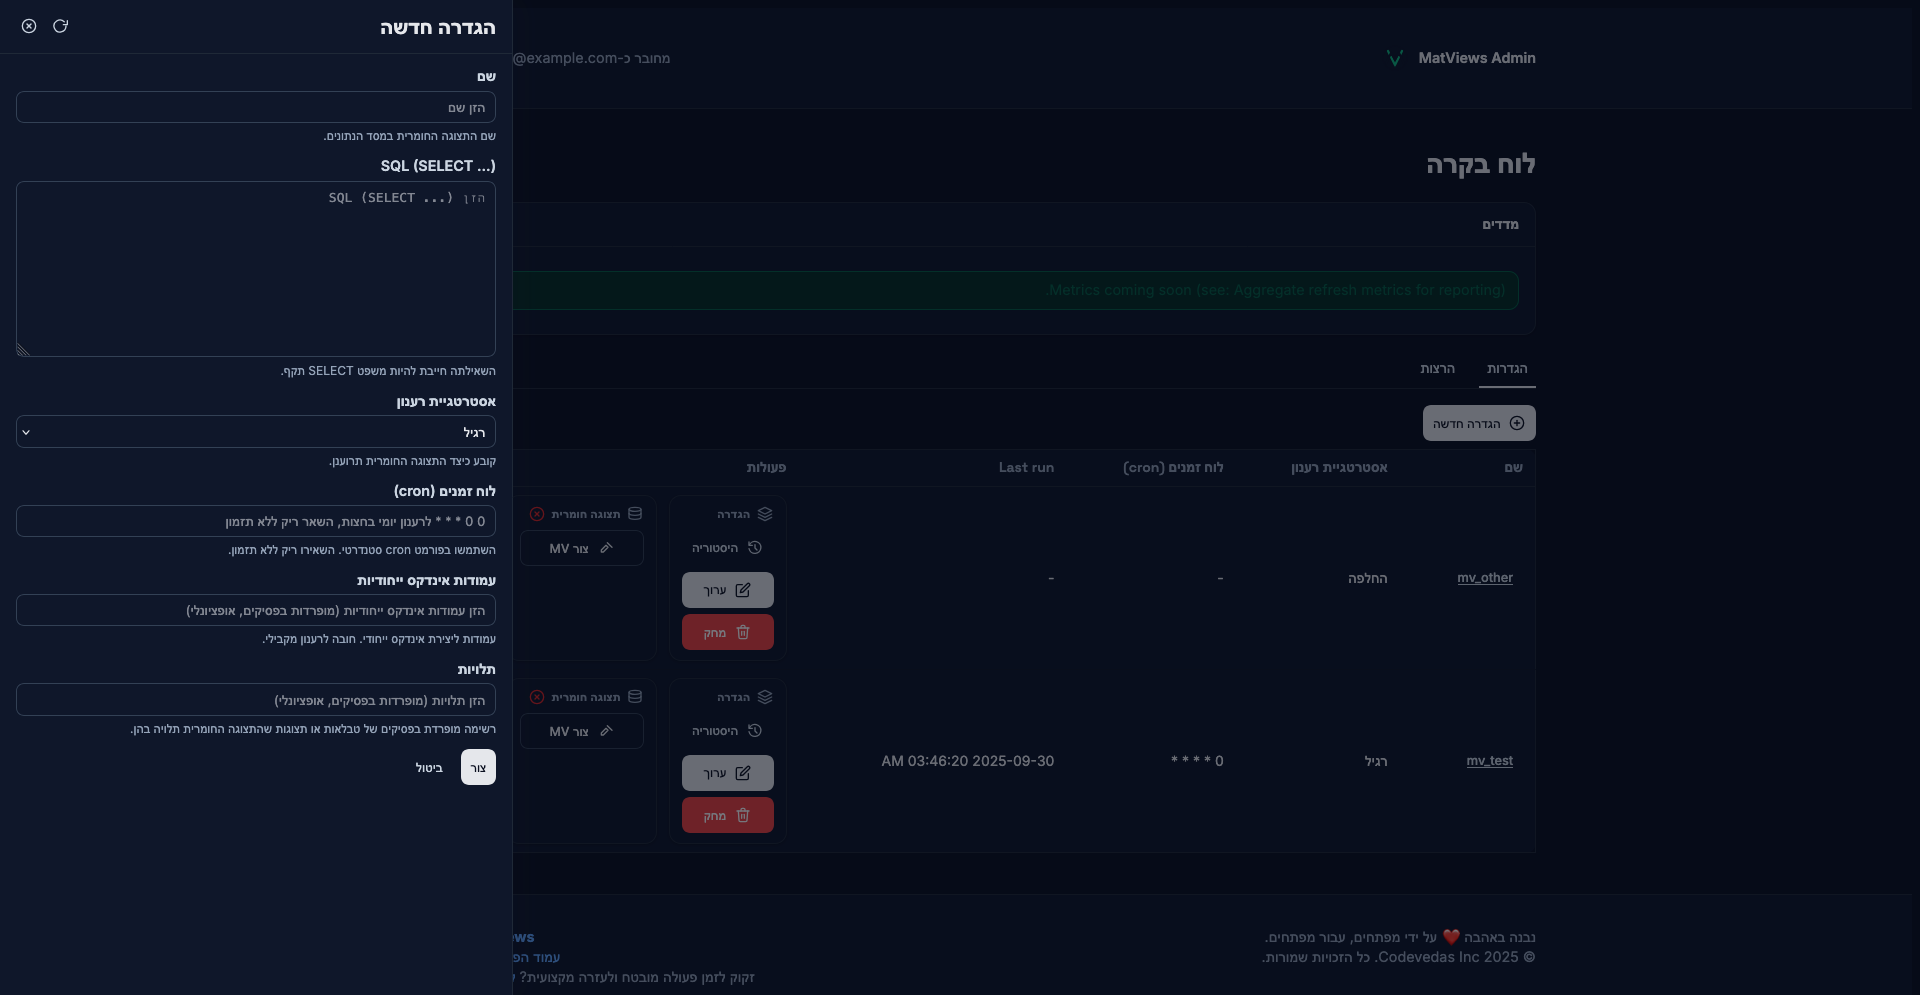 הגדרה חדשה
שם
הזן שם
שם התצוגה החומרית במסד הנתונים.
SQL (SELECT ...)
הזן SQL (SELECT ...)
השאילתה חייבת להיות משפט SELECT תקף.
אסטרטגיית רענון
רגיל
קובע כיצד התצוגה החומרית תרוענן.
לוח זמנים (cron)
0 0 * * * לרענון יומי בחצות, השאר ריק ללא תזמון
השתמשו בפורמט cron סטנדרטי. השאירו ריק ללא תזמון.
עמודות אינדקס ייחודיות
הזן עמודות אינדקס ייחודיות (מופרדות בפסיקים, אופציונלי)
עמודות ליצירת אינדקס ייחודי. חובה לרענון מקבילי.
תלויות
הזן תלויות (מופרדות בפסיקים, אופציונלי)
רשימה מופרדת בפסיקים של טבלאות או תצוגות שהתצוגה החומרית תלויה בהן.
צור
ביטול
MatViews Admin
מחובר כ-@example.com
לוח בקרה
מדדים
Metrics coming soon (see: Aggregate refresh metrics for reporting).
הגדרות
הרצות
הגדרה חדשה
שם אסטרטגיית רענון לוח זמנים (cron) Last run פעולות
mv_other החלפה - -
הגדרה
היסטוריה
ערוך
מחק
תצוגה חומרית
צור MV
mv_test רגיל 0 * * * * 2025-09-30 03:46:20 AM
הגדרה
היסטוריה
ערוך
מחק
תצוגה חומרית
צור MV
נבנה באהבה ❤️ על ידי מפתחים, עבור מפתחים.
© 2025 Codevedas Inc. כל הזכויות שמורות.
ews
עמוד הפ
זקוק לזמן פעולה מובטח ולעזרה מקצועית?